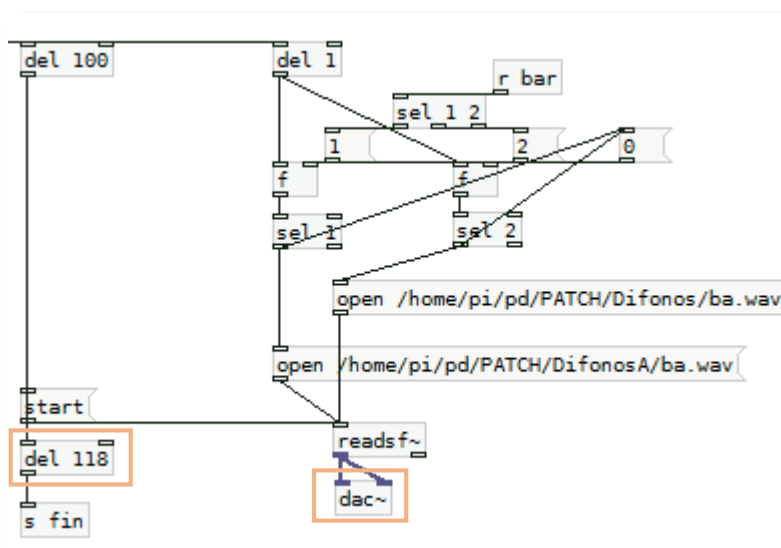 del 100
del 1
r bar
sel 1 2
1
2
0
f
f
sel 1
sel 2
open /home/pi/pd/PATCH/Difonos/ba.wav
open /home/pi/pd/PATCH/DifonosA/ba.wav
start
readsf~
del 118
dac~
s fin